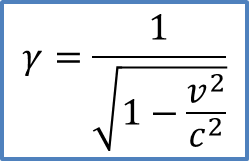 γ = 1 / √(1 − v²/c²)